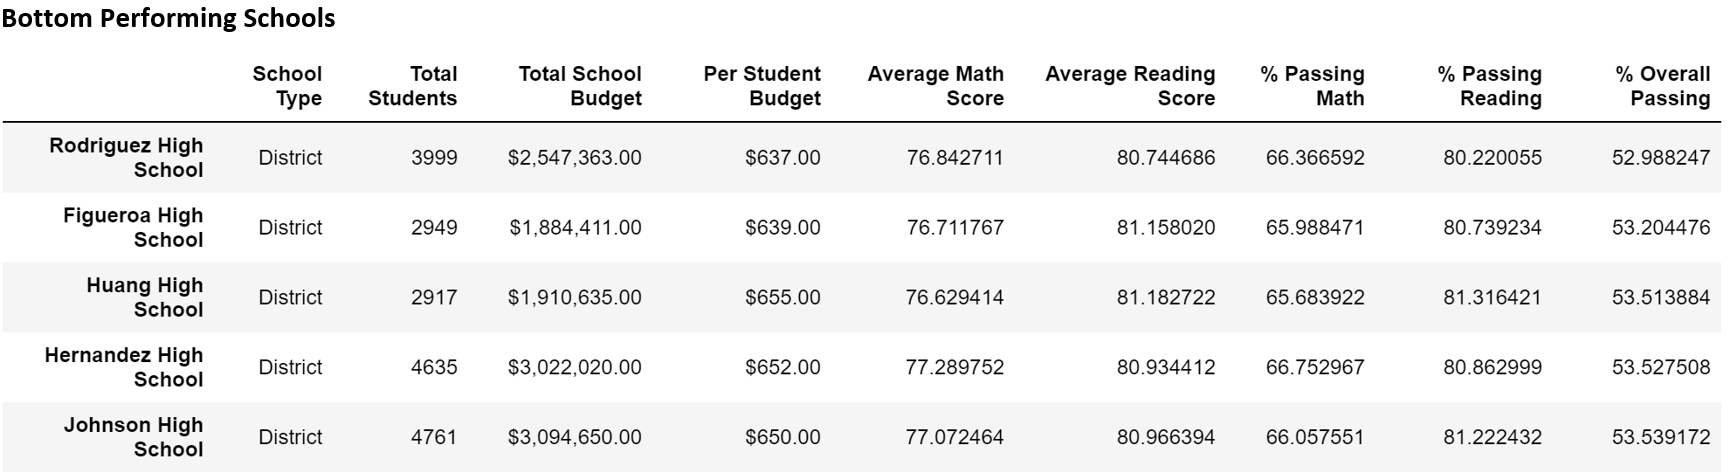 Bottom Performing Schools
School Type Total Students Total School Budget Per Student Budget Average Math Score Average Reading Score % Passing Math % Passing Reading % Overall Passing
Rodriguez High School District 3999 $2,547,363.00 $637.00 76.842711 80.744686 66.366592 80.220055 52.988247
Figueroa High School District 2949 $1,884,411.00 $639.00 76.711767 81.158020 65.988471 80.739234 53.204476
Huang High School District 2917 $1,910,635.00 $655.00 76.629414 81.182722 65.683922 81.316421 53.513884
Hernandez High School District 4635 $3,022,020.00 $652.00 77.289752 80.934412 66.752967 80.862999 53.527508
Johnson High School District 4761 $3,094,650.00 $650.00 77.072464 80.966394 66.057551 81.222432 53.539172